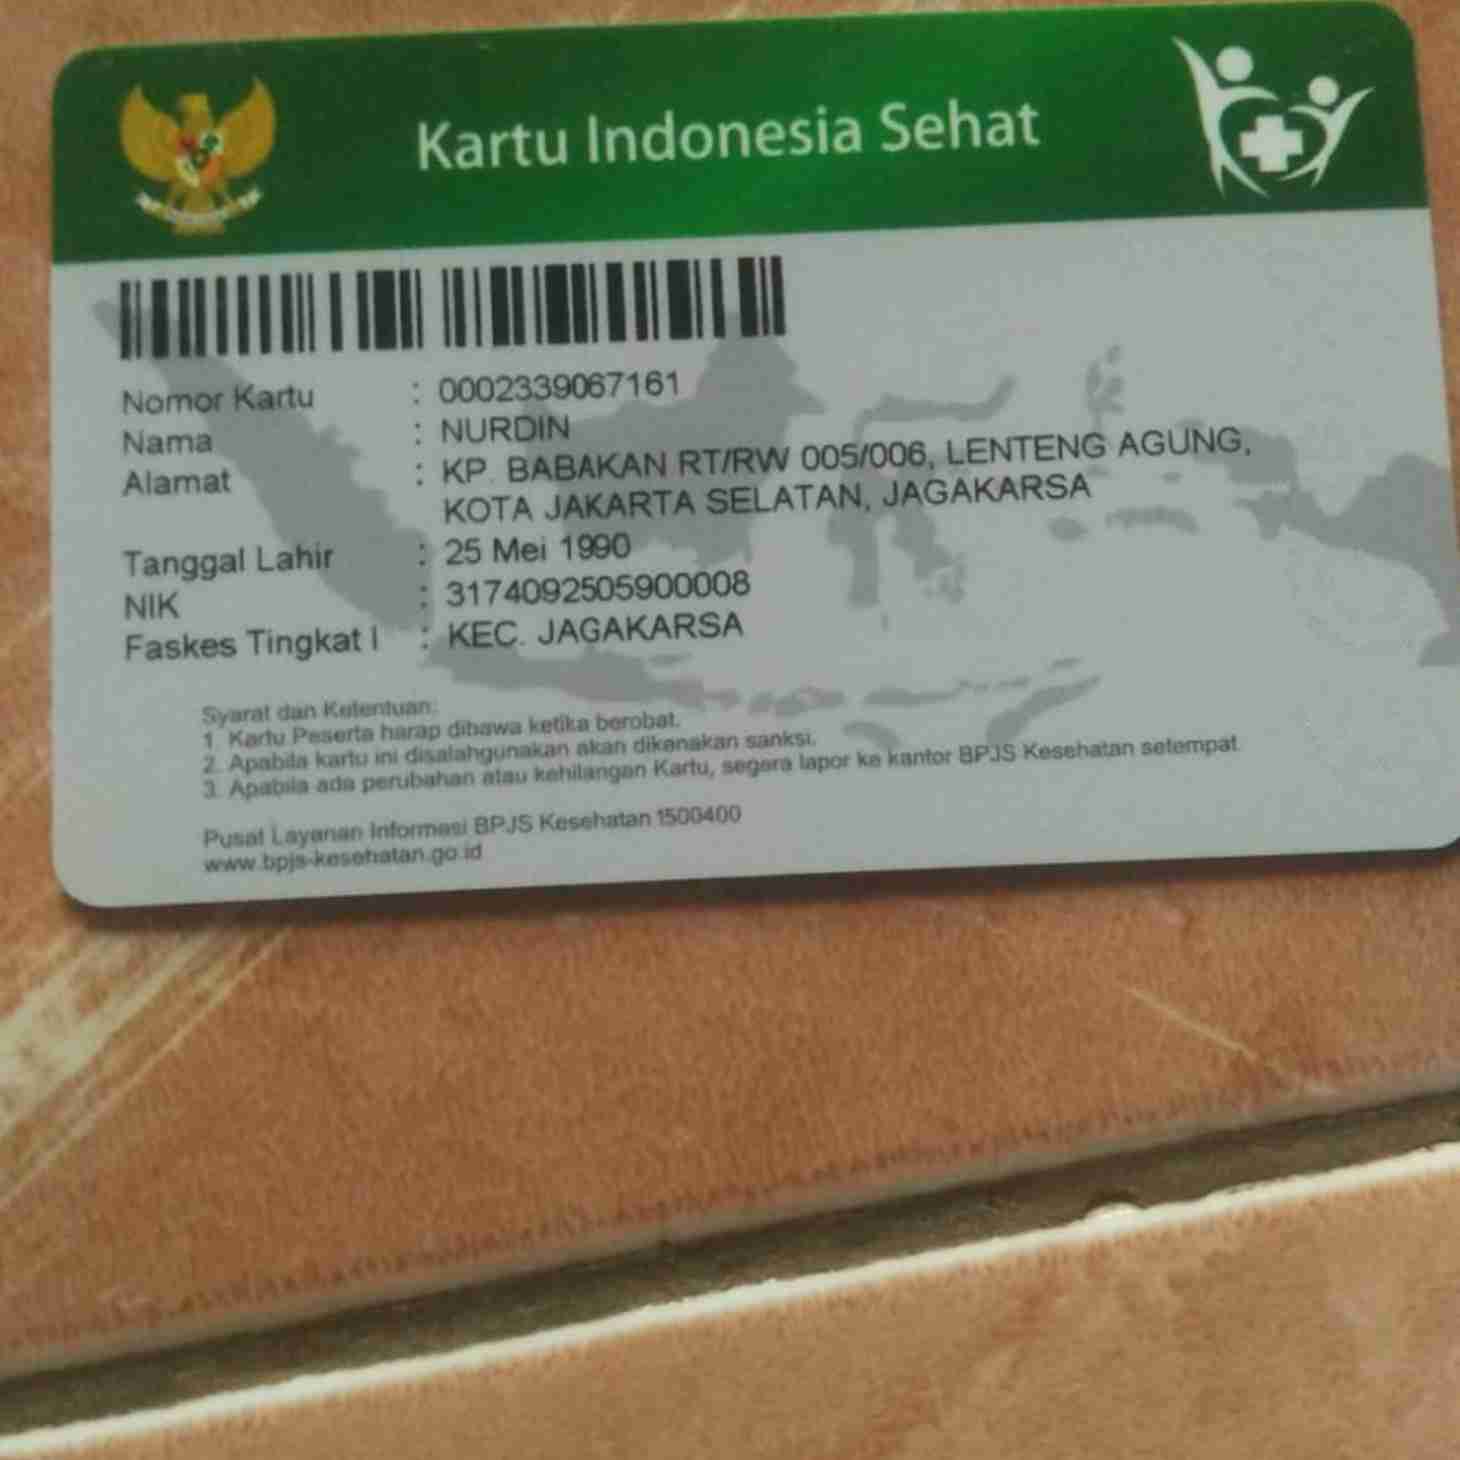 Kartu Indonesia Sehat
Nomor Kartu : 0002339067161
Nama : NURDIN
Alamat : KP. BABAKAN RT/RW 005/006, LENTENG AGUNG,
KOTA JAKARTA SELATAN, JAGAKARSA
Tanggal Lahir : 25 Mei 1990
NIK : 3174092505900008
Faskes Tingkat I : KEC. JAGAKARSA
Syarat dan Ketentuan:
1. Kartu Peserta harap dibawa ketika berobat.
2. Apabila kartu ini disalahgunakan akan dikenakan sanksi.
3. Apabila ada perubahan atau kehilangan Kartu, segera lapor ke kantor BPJS Kesehatan setempat.
Pusat Layanan Informasi BPJS Kesehatan 1500400
www.bpjs-kesehatan.go.id